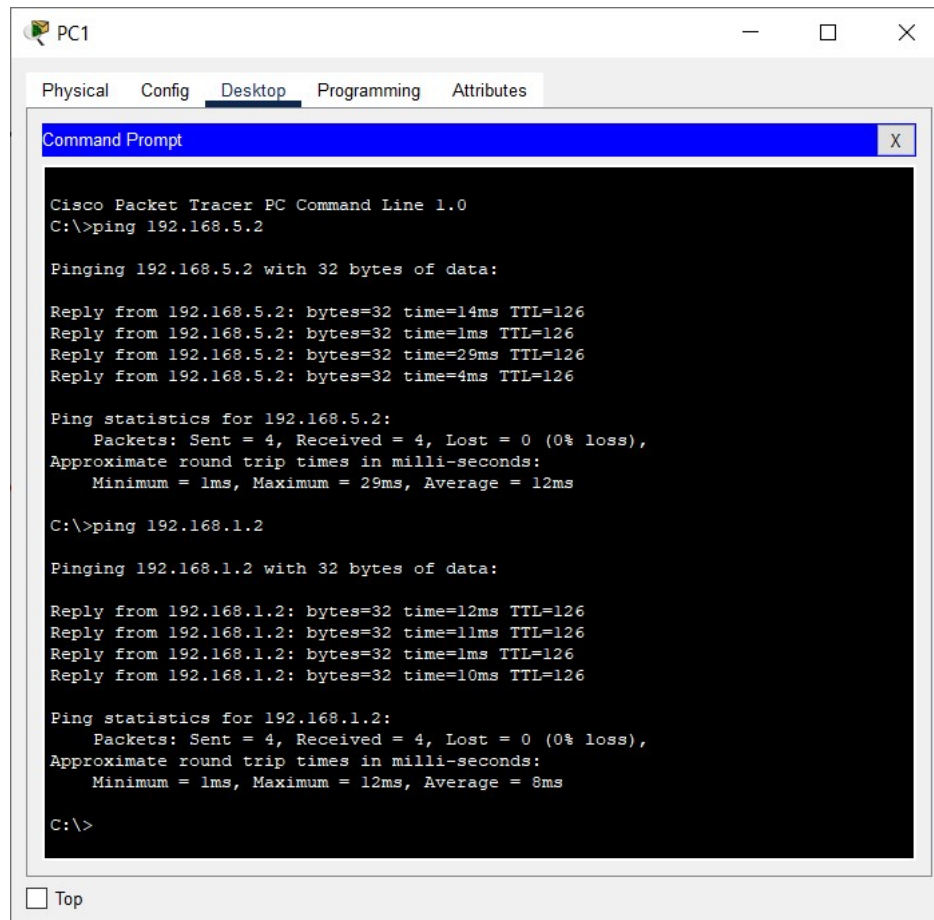 PC1
Physical Config Desktop Programming Attributes
Command Prompt X
Cisco Packet Tracer PC Command Line 1.0
C:\>ping 192.168.5.2
Pinging 192.168.5.2 with 32 bytes of data:
Reply from 192.168.5.2: bytes=32 time=14ms TTL=126
Reply from 192.168.5.2: bytes=32 time=1ms TTL=126
Reply from 192.168.5.2: bytes=32 time=29ms TTL=126
Reply from 192.168.5.2: bytes=32 time=4ms TTL=126
Ping statistics for 192.168.5.2:
    Packets: Sent = 4, Received = 4, Lost = 0 (0% loss),
Approximate round trip times in milli-seconds:
    Minimum = 1ms, Maximum = 29ms, Average = 12ms
C:\>ping 192.168.1.2
Pinging 192.168.1.2 with 32 bytes of data:
Reply from 192.168.1.2: bytes=32 time=12ms TTL=126
Reply from 192.168.1.2: bytes=32 time=11ms TTL=126
Reply from 192.168.1.2: bytes=32 time=1ms TTL=126
Reply from 192.168.1.2: bytes=32 time=10ms TTL=126
Ping statistics for 192.168.1.2:
    Packets: Sent = 4, Received = 4, Lost = 0 (0% loss),
Approximate round trip times in milli-seconds:
    Minimum = 1ms, Maximum = 12ms, Average = 8ms
C:\>
Top